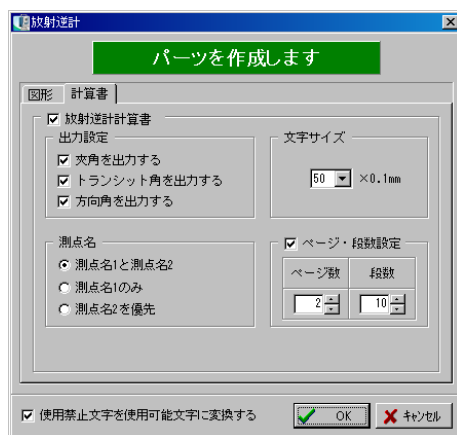 放射逆計
パーツを作成します
図形 計算書
放射逆計計算書
出力設定
夾角を出力する
トランシット角を出力する
方向角を出力する
文字サイズ
50 ×0.1mm
測点名
測点名1と測点名2
測点名1のみ
測点名2を優先
ページ・段数設定
ページ数 段数
2 10
使用禁止文字を使用可能文字に変換する
OK キャンセル